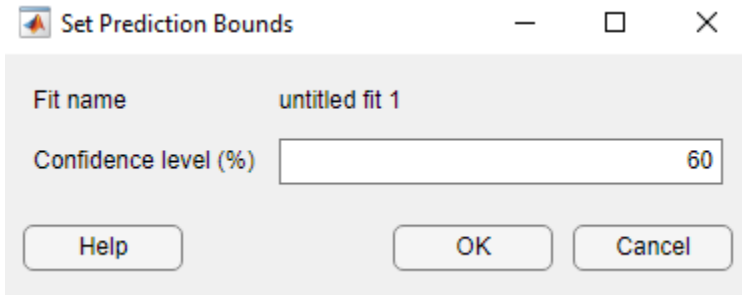 Set Prediction Bounds
Fit name untitled fit 1
Confidence level (%) 60
Help OK Cancel